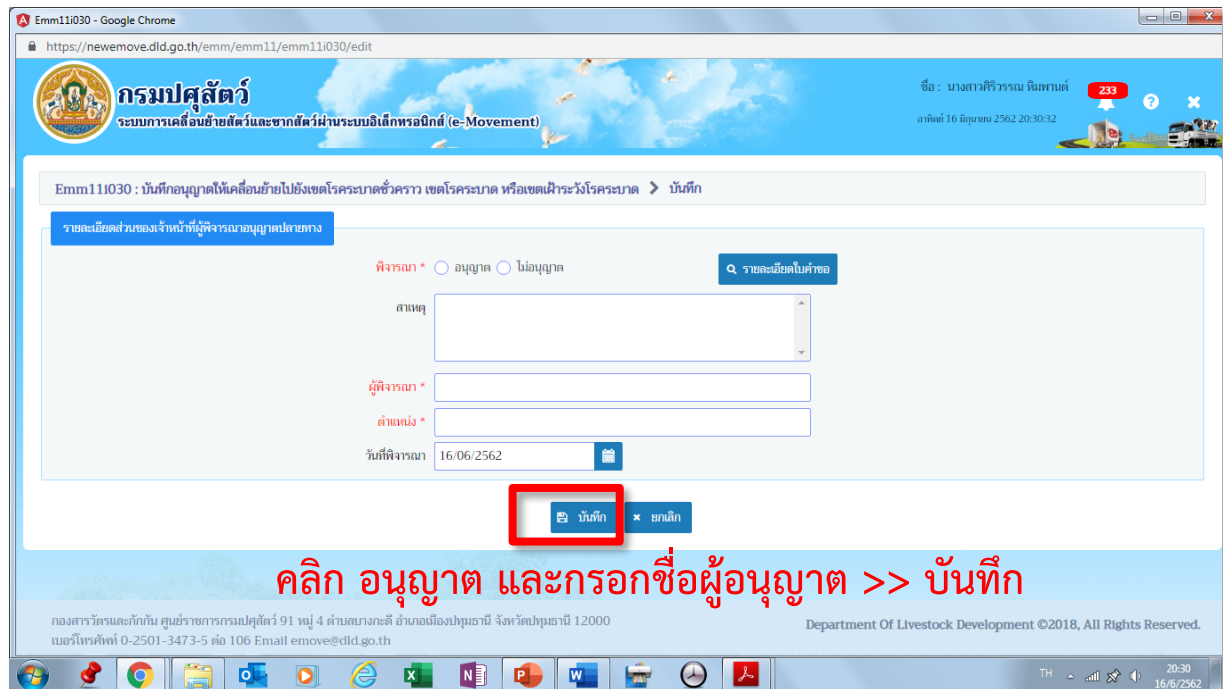 Emm11i030 - Google Chrome
https://newemove.dld.go.th/emm/emm11/emm11i030/edit
กรมปศุสัตว์
ระบบการเคลื่อนย้ายสัตว์และซากสัตว์ผ่านระบบอิเล็กทรอนิกส์ (e-Movement)
ชื่อ : นางสาวศิริวรรณ พิมพานต์
233
อาทิตย์ 16 มิถุนายน 2562 20:30:32
Emm11I030 : บันทึกอนุญาตให้เคลื่อนย้ายไปยังเขตโรคระบาดชั่วคราว เขตโรคระบาด หรือเขตเฝ้าระวังโรคระบาด > บันทึก
รายละเอียดส่วนของเจ้าหน้าที่ผู้พิจารณาอนุญาตปลายทาง
พิจารณา * อนุญาต ไม่อนุญาต
รายละเอียดใบคำขอ
สาเหตุ
ผู้พิจารณา *
ตำแหน่ง *
วันที่พิจารณา 16/06/2562
บันทึก
ยกเลิก
คลิก อนุญาต และกรอกชื่อผู้อนุญาต >> บันทึก
กองสารวัตรและกักกัน ศูนย์ราชการกรมปศุสัตว์ 91 หมู่ 4 ตำบลบางกะดี อำเภอเมืองปทุมธานี จังหวัดปทุมธานี 12000
เบอร์โทรศัพท์ 0-2501-3473-5 ต่อ 106 Email emove@dld.go.th
Department Of Livestock Development ©2018, All Rights Reserved.
TH
20:30
16/6/2562